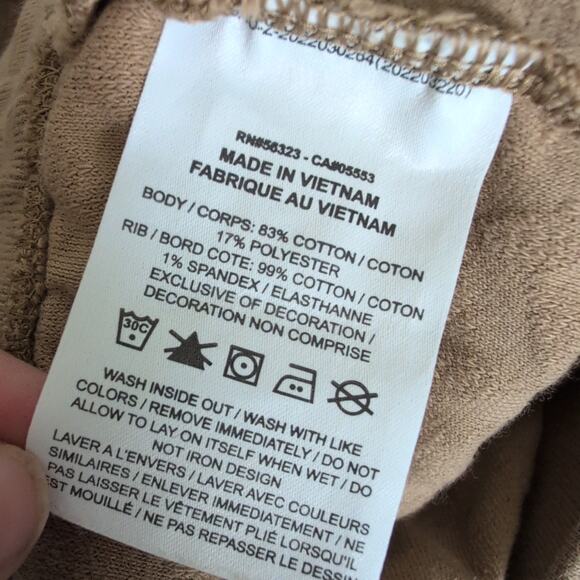 RN#56323 - CA#05553
MADE IN VIETNAM
FABRIQUE AU VIETNAM
BODY / CORPS: 83% COTTON / COTON
17% POLYESTER
RIB / BORD COTE: 99% COTTON / COTON
1% SPANDEX / ELASTHANNE
EXCLUSIVE OF DECORATION /
DECORATION NON COMPRISE
30C
WASH INSIDE OUT / WASH WITH LIKE
COLORS / REMOVE IMMEDIATELY / DO NOT
ALLOW TO LAY ON ITSELF WHEN WET / DO
NOT IRON DESIGN
LAVER A L'ENVERS / LAVER AVEC COULEURS
SIMILAIRES / ENLEVER IMMEDIATEMENT / NE
PAS LAISSER LE VÊTEMENT PLIÉ LORSQU'IL
EST MOUILLÉ / NE PAS REPASSER LE DESSIN